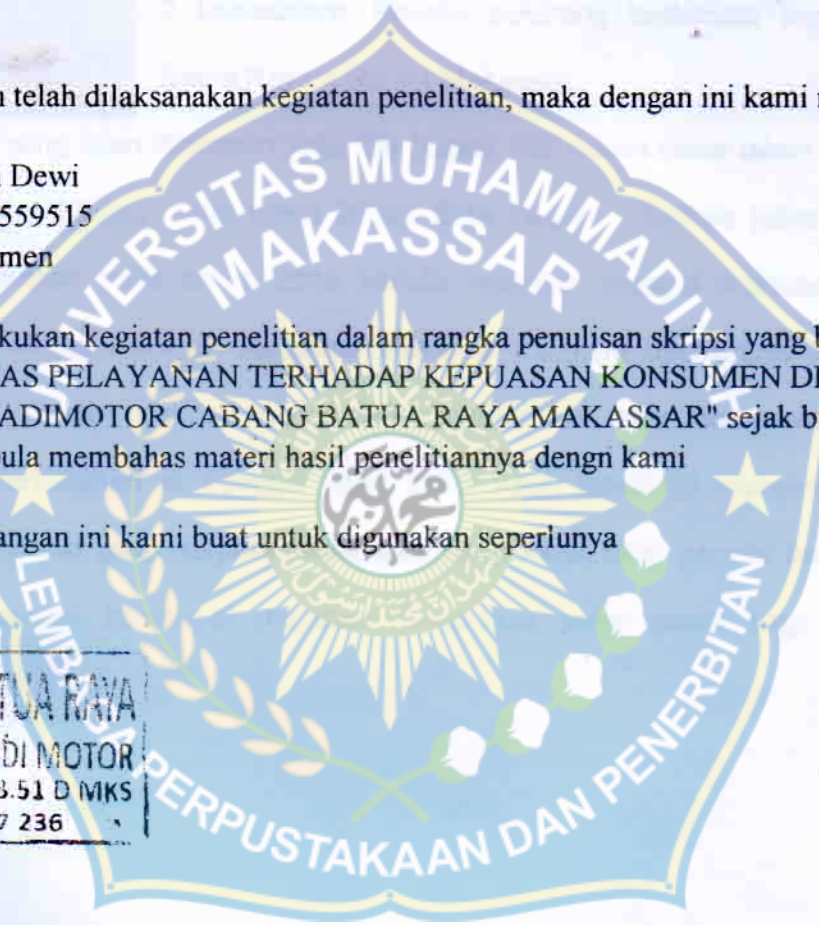 telah dilaksanakan kegiatan penelitian, maka dengan ini kami
Dewi
559515
men
kukan kegiatan penelitian dalam rangka penulisan skripsi yang b
AS PELAYANAN TERHADAP KEPUASAN KONSUMEN DI
ADIMOTOR CABANG BATUA RAYA MAKASSAR" sejak b
pula membahas materi hasil penelitiannya dengn kami
angan ini kami buat untuk digunakan seperlunya
TUA RAYA
DI MOTOR
3.51 D MKS
7 236
UNIVERSITAS MUHAMMADIYAH
MAKASSAR
LEMBAGA PERPUSTAKAAN DAN PENERBITAN